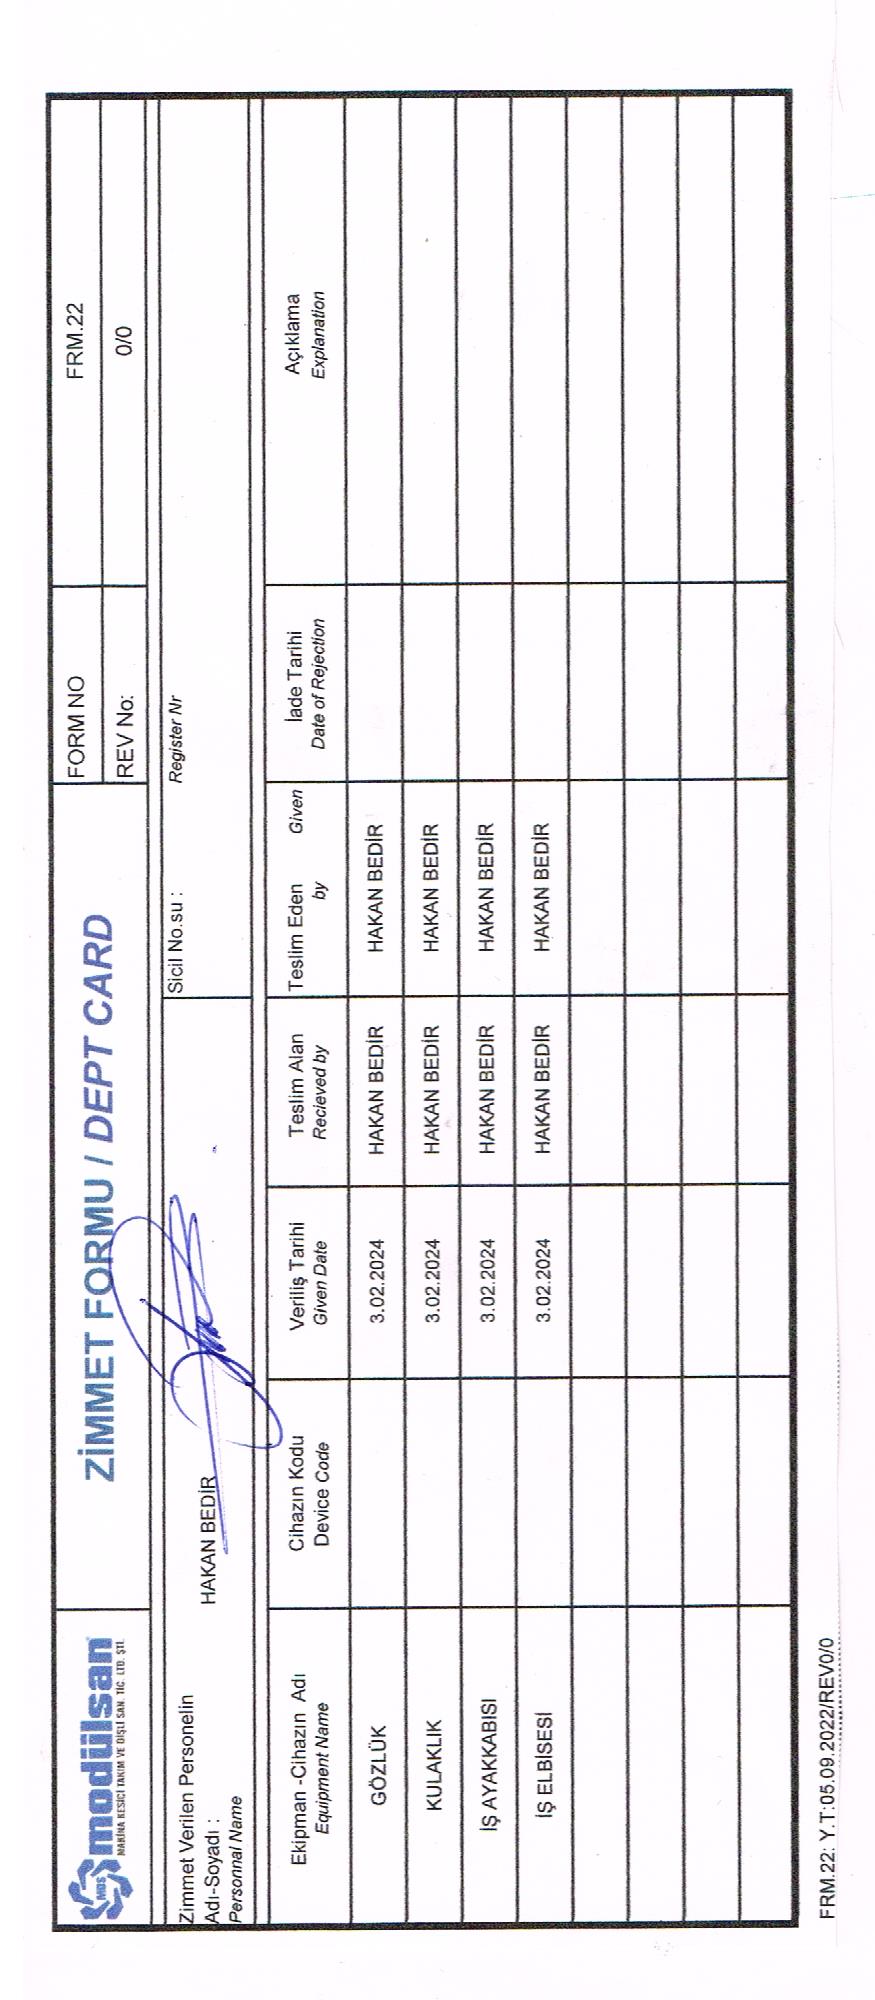 MDS modülsan
MAKİNA KESİCİ TAKIM VE DİŞLİ SAN. TİC. LTD. ŞTİ.
ZİMMET FORMU / DEPT CARD
FORM NO FRM.22
REV No: 0/0
Zimmet Verilen Personelin
Adı-Soyadı : HAKAN BEDİR
Personnal Name
Sicil No.su : Register Nr
Ekipman -Cihazın Adı Cihazın Kodu Veriliş Tarihi Teslim Alan Teslim Eden Given İade Tarihi Açıklama
Equipment Name Device Code Given Date Recieved by by Date of Rejection Explanation
GÖZLÜK 3.02.2024 HAKAN BEDİR HAKAN BEDİR
KULAKLIK 3.02.2024 HAKAN BEDİR HAKAN BEDİR
İŞ AYAKKABISI 3.02.2024 HAKAN BEDİR HAKAN BEDİR
İŞ ELBİSESİ 3.02.2024 HAKAN BEDİR HAKAN BEDİR
FRM.22: Y.T:05.09.2022/REV0/0